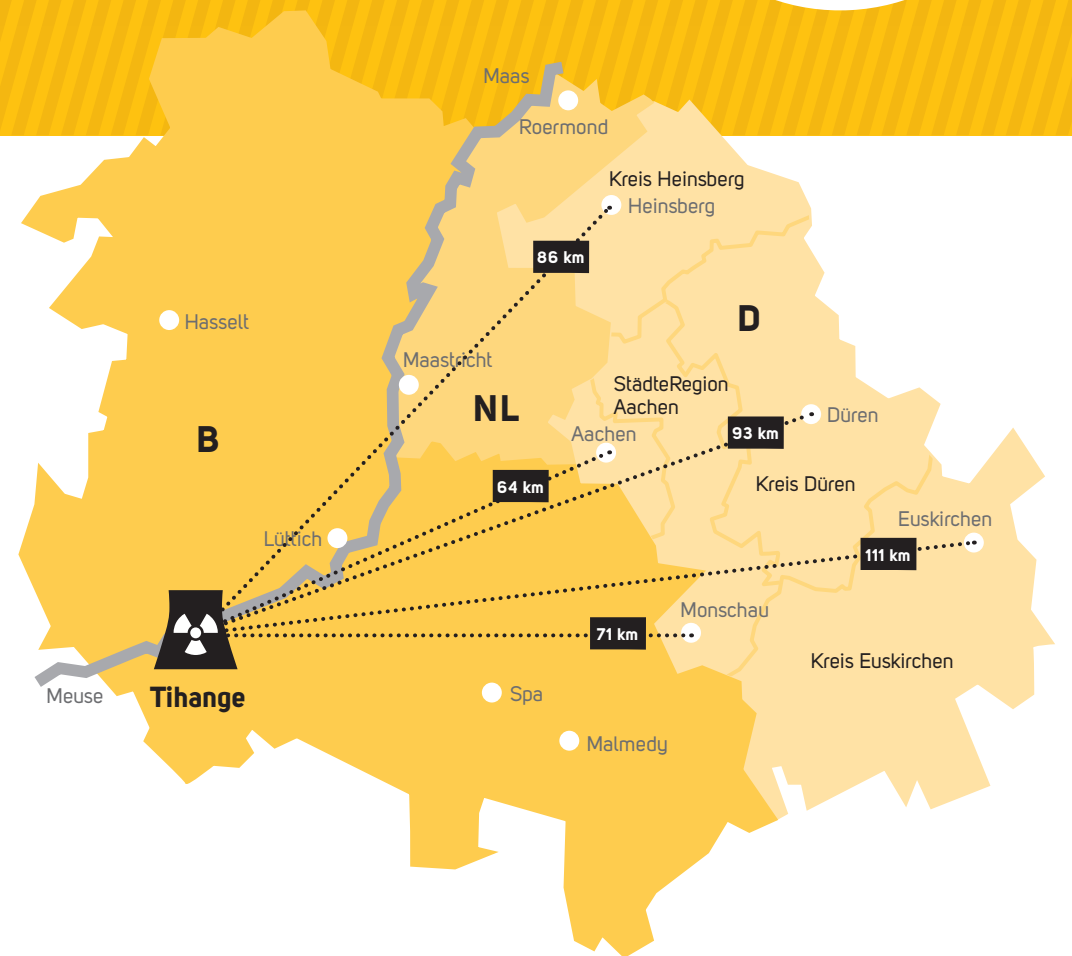 Maas
Roermond
Kreis Heinsberg
Heinsberg
86 km
Hasselt
D
Maastricht
StädteRegion
Aachen
NL
B
Aachen
93 km
Düren
64 km
Kreis Düren
Euskirchen
Lüttich
111 km
Monschau
71 km
Kreis Euskirchen
Meuse
Tihange
Spa
Malmedy